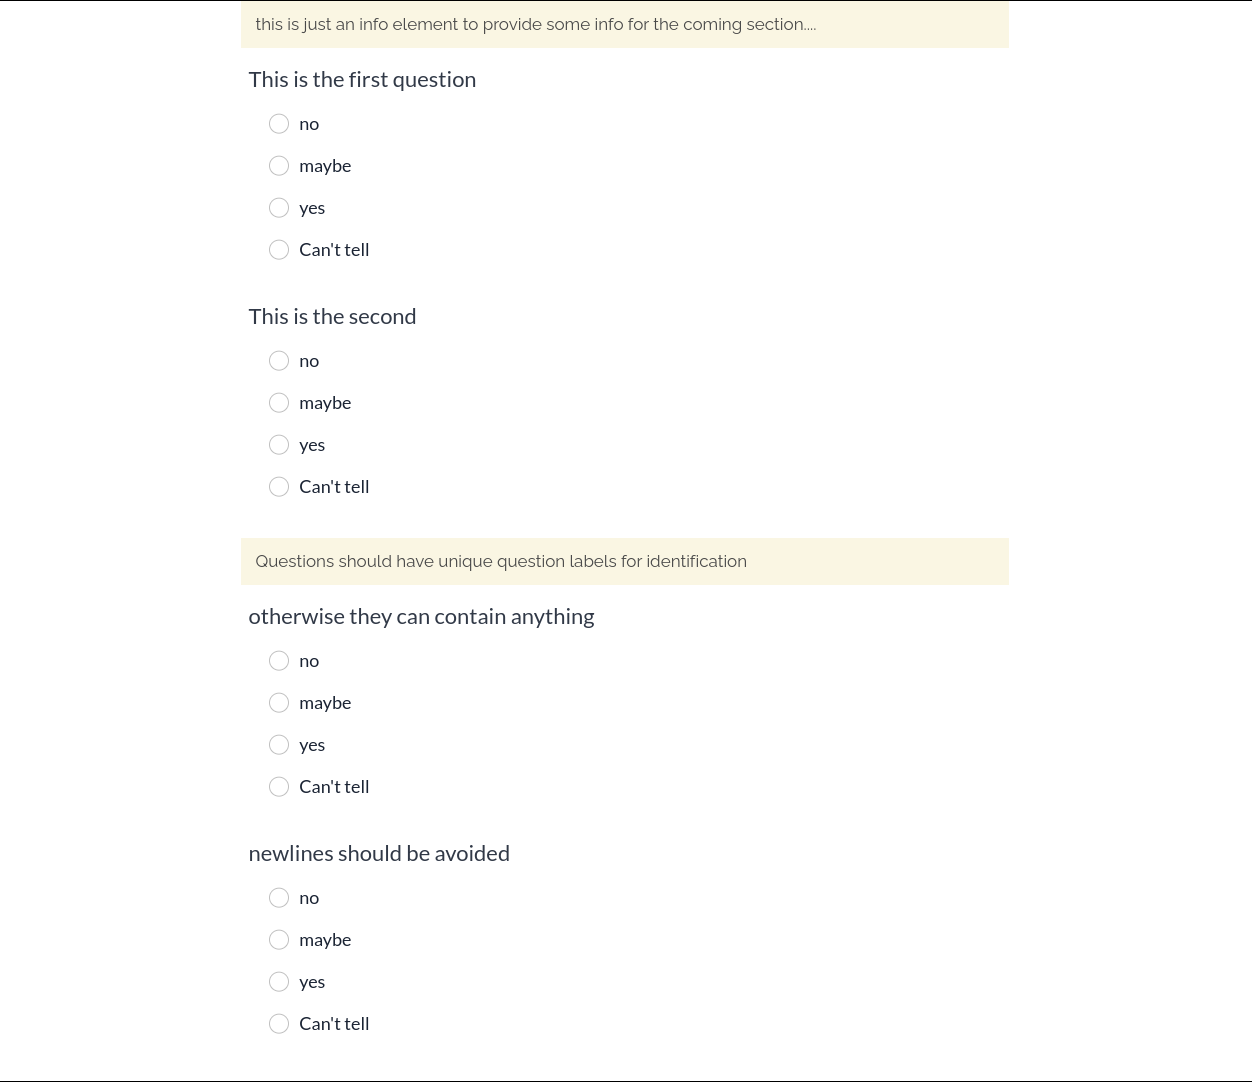 this is just an info element to provide some info for the coming section....
This is the first question
no
maybe
yes
Can't tell
This is the second
no
maybe
yes
Can't tell
Questions should have unique question labels for identification
otherwise they can contain anything
no
maybe
yes
Can't tell
newlines should be avoided
no
maybe
yes
Can't tell